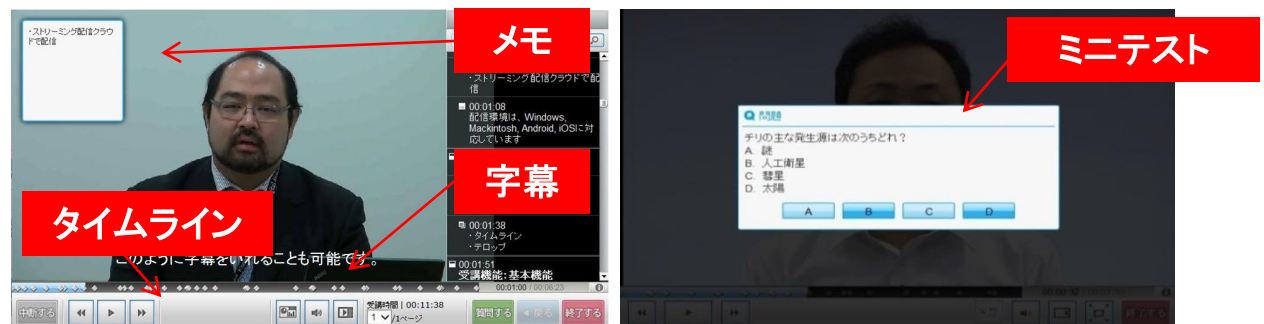 ・ストリーミング配信クラウ
ドで配信
メモ
・ストリーミング配信クラウドで配
信
00:01:08
配信環境は、Windows,
Mackintosh, Android, iOSに対
応しています
字幕
タイムライン
00:01:38
・タイムライン
・テロップ
このように字幕をいれることも可能です。
00:01:51
受講機能:基本機能
00:01:00 / 00:06:23
中断する
受講時間 | 00:11:38
1 /1ページ
質問する
戻る
終了する
ミニテスト
Q 問題
チリの主な発生源は次のうちどれ?
A. 謎
B. 人工衛星
C. 彗星
D. 太陽
A B C D
終了する